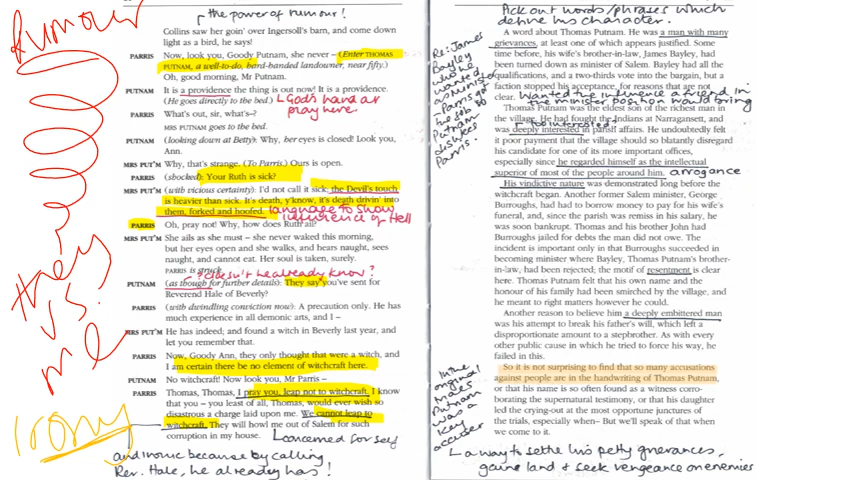 Rumour
they
vs.
me
Irony
the power of rumour!
Collins saw her goin' over Ingersoll's barn, and come down
light as a bird, he says!
PARRIS Now, look you, Goody Putnam, she never – (Enter THOMAS
PUTNAM, a well-to-do, hard-handed landowner, near fifty.)
Oh, good morning, Mr Putnam.
PUTNAM It is a providence the thing is out now! It is a providence.
(He goes directly to the bed.) God's hand at
play here.
PARRIS What's out, sir, what's–?
MRS PUTNAM goes to the bed.
PUTNAM (looking down at Betty) Why, her eyes is closed! Look you,
Ann.
MRS PUT'M Why, that's strange. (To Parris.) Ours is open.
PARRIS (shocked): Your Ruth is sick?
MRS PUT'M (with vicious certainty) I'd not call it sick; the Devil's touch
is heavier than sick. It's death, y'know, it's death drivin' into
them, forked and hoofed. language to show
PARRIS Oh, pray not! Why, how does Ruth ail?
MRS PUT'M She ails as she must – she never waked this morning,
but her eyes open and she walks, and hears naught, sees
naught, and cannot eat. Her soul is taken, surely.
PARRIS is struck.
? doesn't he already know?
PUTNAM (as though for further details): They say you've sent for
Reverend Hale of Beverly?
PARRIS (with dwindling conviction now) A precaution only. He has
much experience in all demonic arts, and I –
MRS PUT'M He has indeed; and found a witch in Beverly last year, and
let you remember that.
PARRIS Now, Goody Ann, they only thought that were a witch, and I
am certain there be no element of witchcraft here.
PUTNAM No witchcraft! Now look you, Mr Parris –
PARRIS Thomas, Thomas, I pray you, leap not to witchcraft. I know
that you – you least of all, Thomas, would ever wish so
disastrous a charge laid upon me. We cannot leap to
witchcraft. They will howl me out of Salem for such
corruption in my house. concerned for self
and ironic because by calling
Rev. Hale, he already has!
Pick out words/phrases which
define his character.
A word about Thomas Putnam. He was a man with many
grievances, at least one of which appears justified. Some
time before, his wife's brother-in-law, James Bayley, had
been turned down as minister of Salem. Bayley had all the
qualifications, and a two-thirds vote into the bargain, but a
faction stopped his acceptance, for reasons that are not
clear. Wanted the influence a friend in
the minister position would bring
Thomas Putnam was the eldest son of the richest man in
the village. He had fought the Indians at Narragansett, and
too interested?
was deeply interested in parish affairs. He undoubtedly felt
it poor payment that the village should so blatantly disregard
his candidate for one of its more important offices,
especially since he regarded himself as the intellectual
superior of most of the people around him. arrogance
His vindictive nature was demonstrated long before the
witchcraft began. Another former Salem minister, George
Burroughs, had had to borrow money to pay for his wife's
funeral, and, since the parish was remiss in his salary, he
was soon bankrupt. Thomas and his brother John had
Burroughs jailed for debts the man did not owe. The
incident is important only in that Burroughs succeeded in
becoming minister where Bayley, Thomas Putnam's brother-
in-law, had been rejected; the motif of resentment is clear
here. Thomas Putnam felt that his own name and the
honour of his family had been smirched by the village, and
he meant to right matters however he could.
Another reason to believe him a deeply embittered man
was his attempt to break his father's will, which left a
disproportionate amount to a stepbrother. As with every
other public cause in which he tried to force his way, he
failed in this.
So it is not surprising to find that so many accusations
against people are in the handwriting of Thomas Putnam,
or that his name is so often found as a witness corro-
borating the supernatural testimony, or that his daughter
led the crying-out at the most opportune junctures of
the trials, especially when– But we'll speak of that when
we come to it.
Re: James
Bayley
who he
wanted
as minister
- Parris got
the job so
Putnam
dislikes
Parris.
In the
original
trials
Putnam
was a
key
accuser
a way to settle his petty grievances,
gain land & seek vengeance on enemies